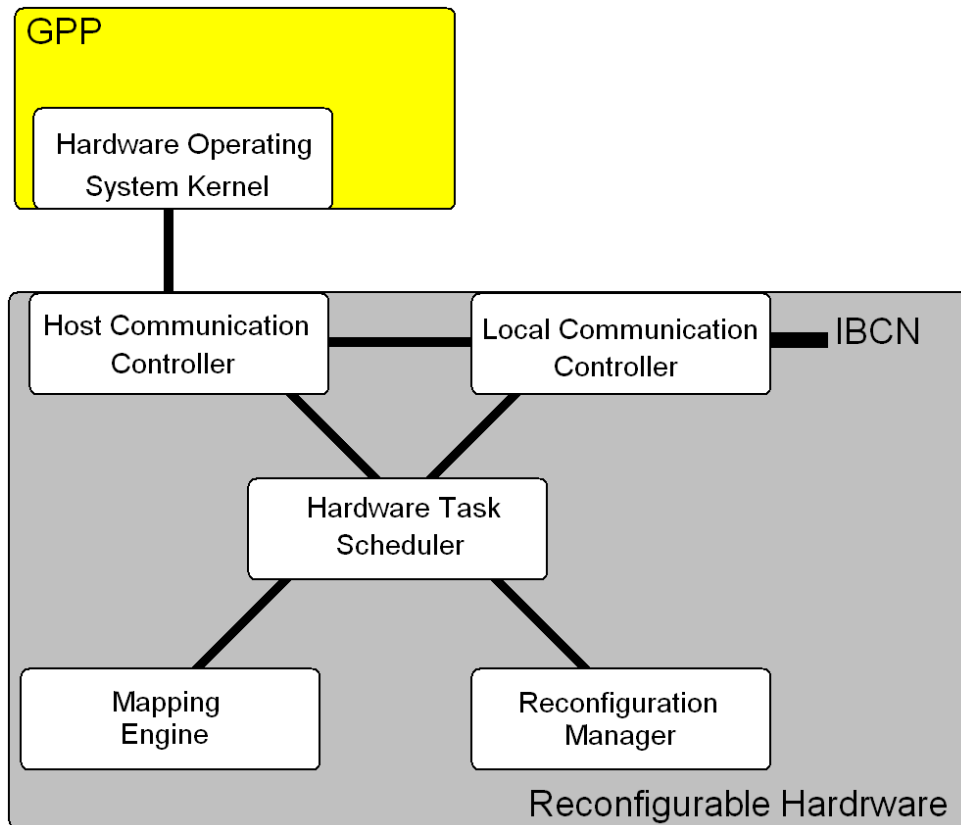 GPP
Hardware Operating
System Kernel
Host Communication
Controller
Local Communication
Controller
IBCN
Hardware Task
Scheduler
Mapping
Engine
Reconfiguration
Manager
Reconfigurable Hardrware